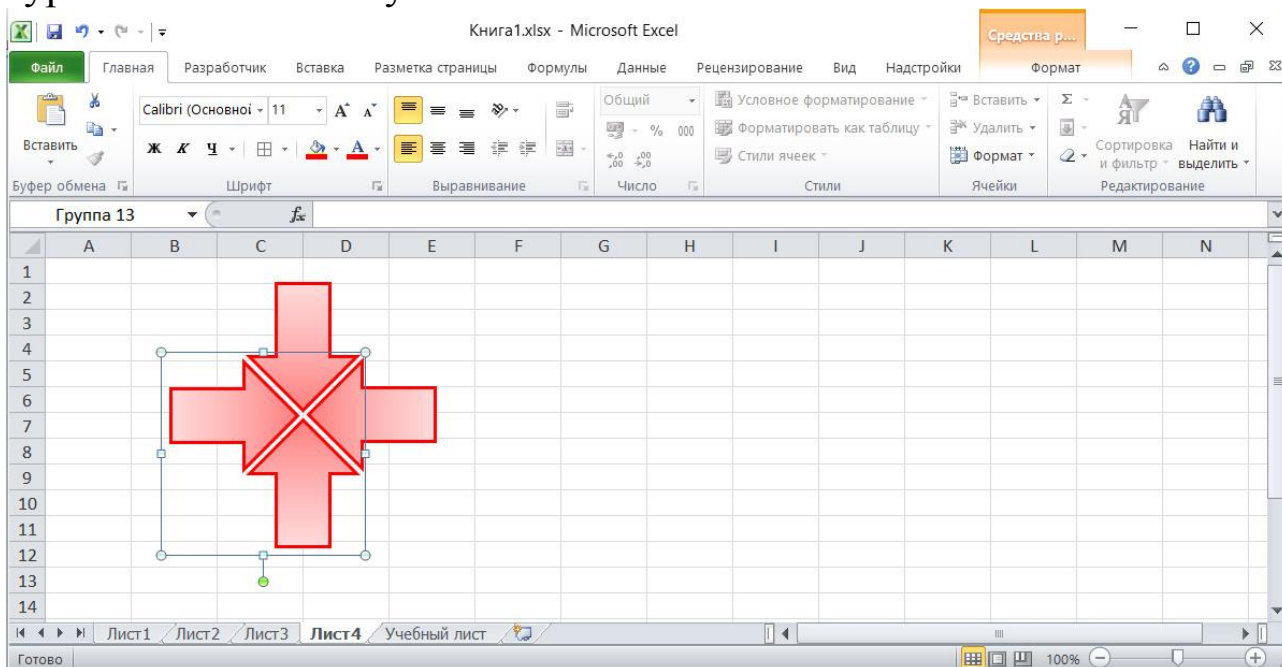 Книга1.xlsx - Microsoft Excel
Средства р...
Файл Главная Разработчик Вставка Разметка страницы Формулы Данные Рецензирование Вид Надстройки Формат
Вставить
Calibri (Основної 11
Ж К Ч
Общий
% 000
Условное форматирование
Форматировать как таблицу
Стили ячеек
Вставить
Удалить
Формат
Σ
Сортировка и фильтр
Найти и выделить
Буфер обмена Шрифт Выравнивание Число Стили Ячейки Редактирование
Группа 13 fx
A B C D E F G H I J K L M N
1
2
3
4
5
6
7
8
9
10
11
12
13
14
Лист1 Лист2 Лист3 Лист4 Учебный лист
Готово 100%